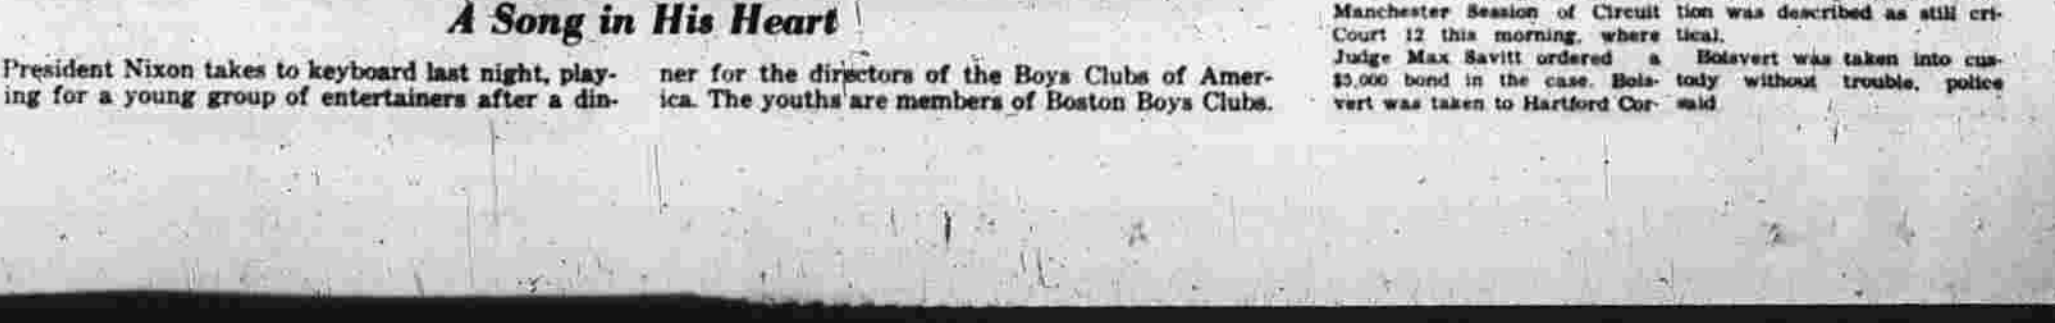 A Song in His Heart
President Nixon takes to keyboard last night, play-
ing for a young group of entertainers after a din-
ner for the directors of the Boys Clubs of Amer-
ica. The youths are members of Boston Boys Clubs.
Manchester Session of Circuit
Court 12 this morning, where
Judge Max Savitt ordered a
$5,000 bond in the case. Bois-
vert was taken to Hartford Cor-
tion was described as still cri-
tical.
Boisvert was taken into cus-
tody without trouble, police
said